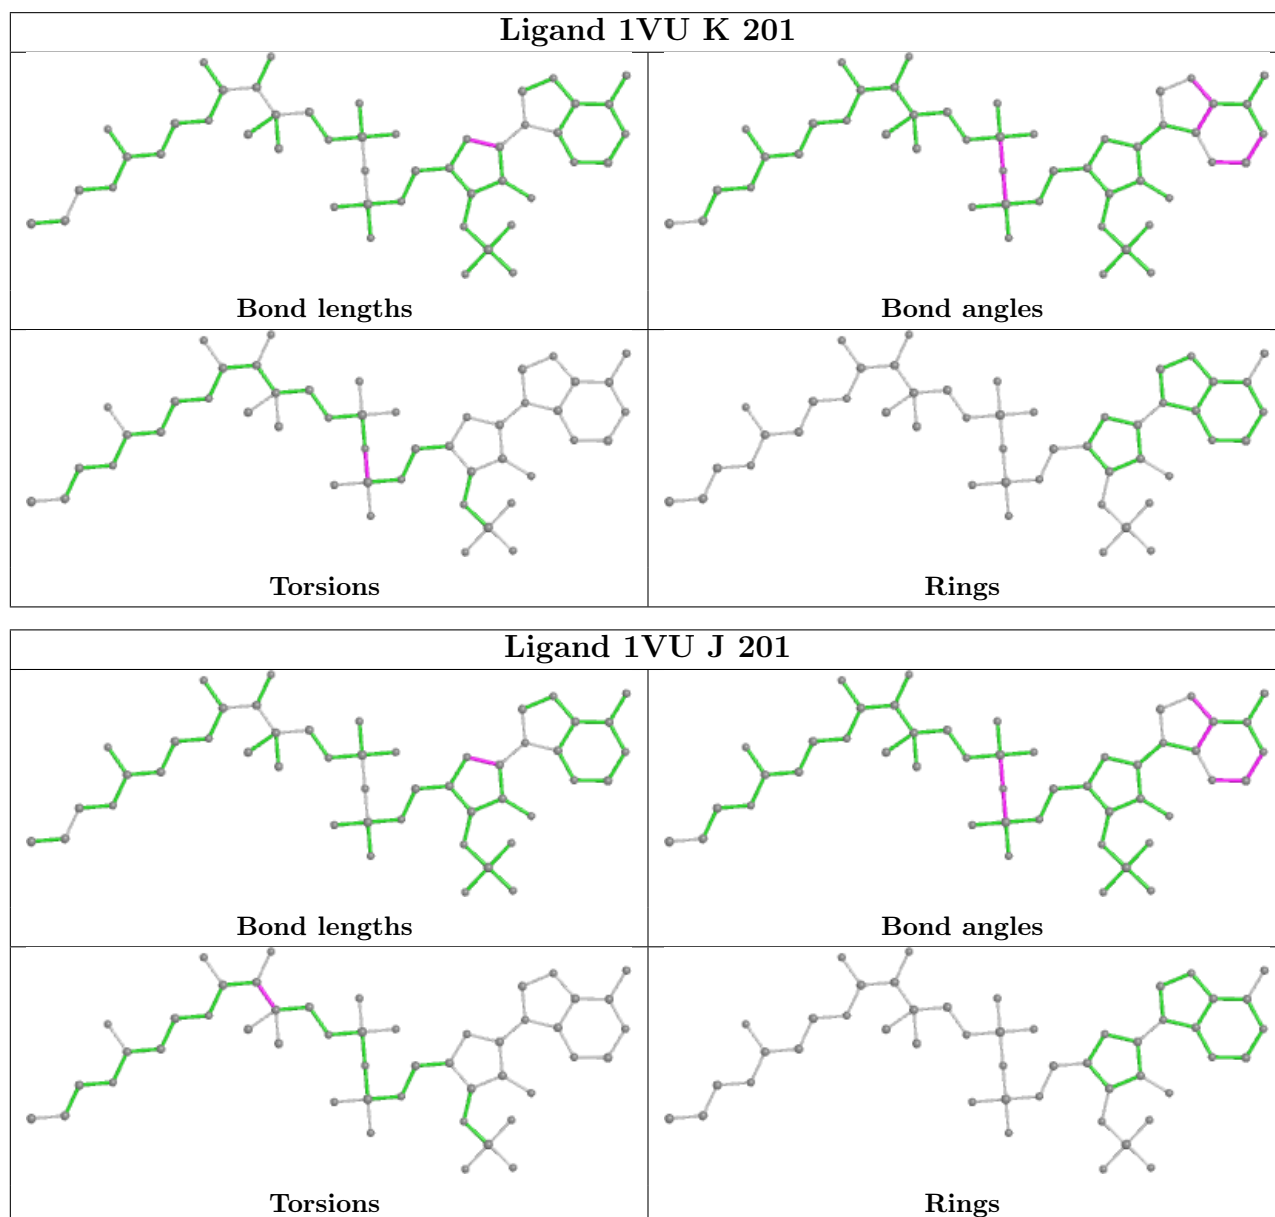 Ligand 1VU K 201
Bond lengths
Bond angles
Torsions
Rings
Ligand 1VU J 201
Bond lengths
Bond angles
Torsions
Rings